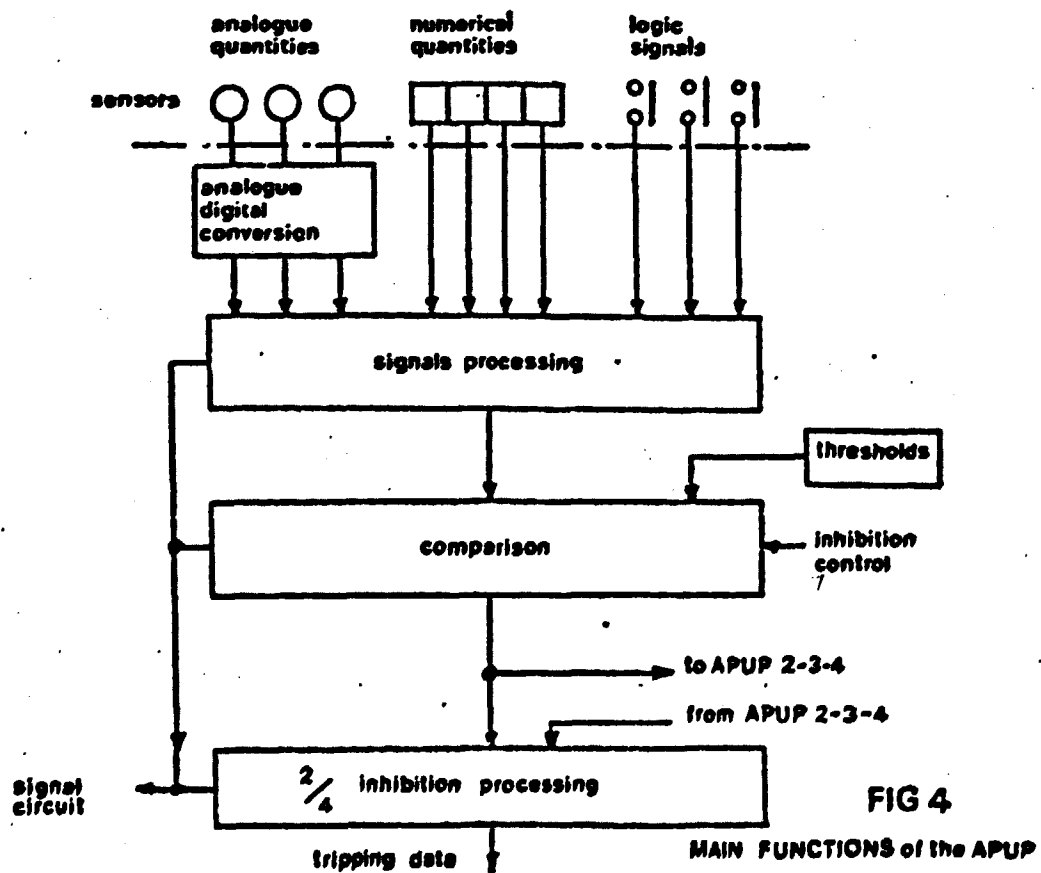 analogue
quantities
numerical
quantities
logic
signals
sensors
analogue
digital
conversion
signals processing
thresholds
comparison
inhibition
control
to APUP 2-3-4
from APUP 2-3-4
2/4 inhibition processing
signal
circuit
FIG 4
tripping data
MAIN FUNCTIONS of the APUP